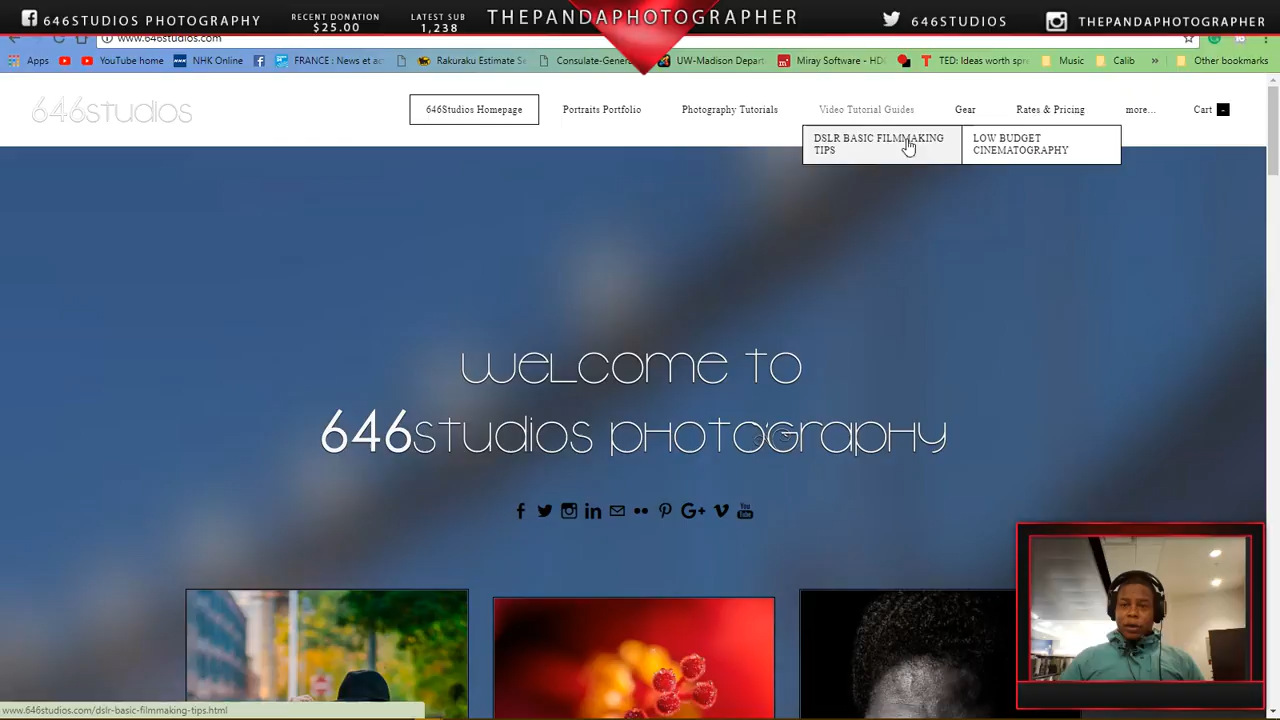 646STUDIOS PHOTOGRAPHY
RECENT DONATION
$25.00
LATEST SUB
1,238
THEPANDAPHOTOGRAPHER
646STUDIOS
THEPANDAPHOTOGRAPHER
www.646studios.com
Apps
YouTube home
NHK Online
FRANCE : News et ac
Rakuraku Estimate Se
Consulate-Gener
UW-Madison Depart
Miray Software - HD
TED: Ideas worth spr
Music
Calib
»
Other bookmarks
646studios
646Studios Homepage
Portraits Portfolio
Photography Tutorials
Video Tutorial Guides
Gear
Rates & Pricing
more...
Cart
-
DSLR BASIC FILMMAKING
TIPS
LOW BUDGET
CINEMATOGRAPHY
WELCOME TO
646studios pHotoGrapHy
You
Tube
www.646studios.com/dslr-basic-filmmaking-tips.html